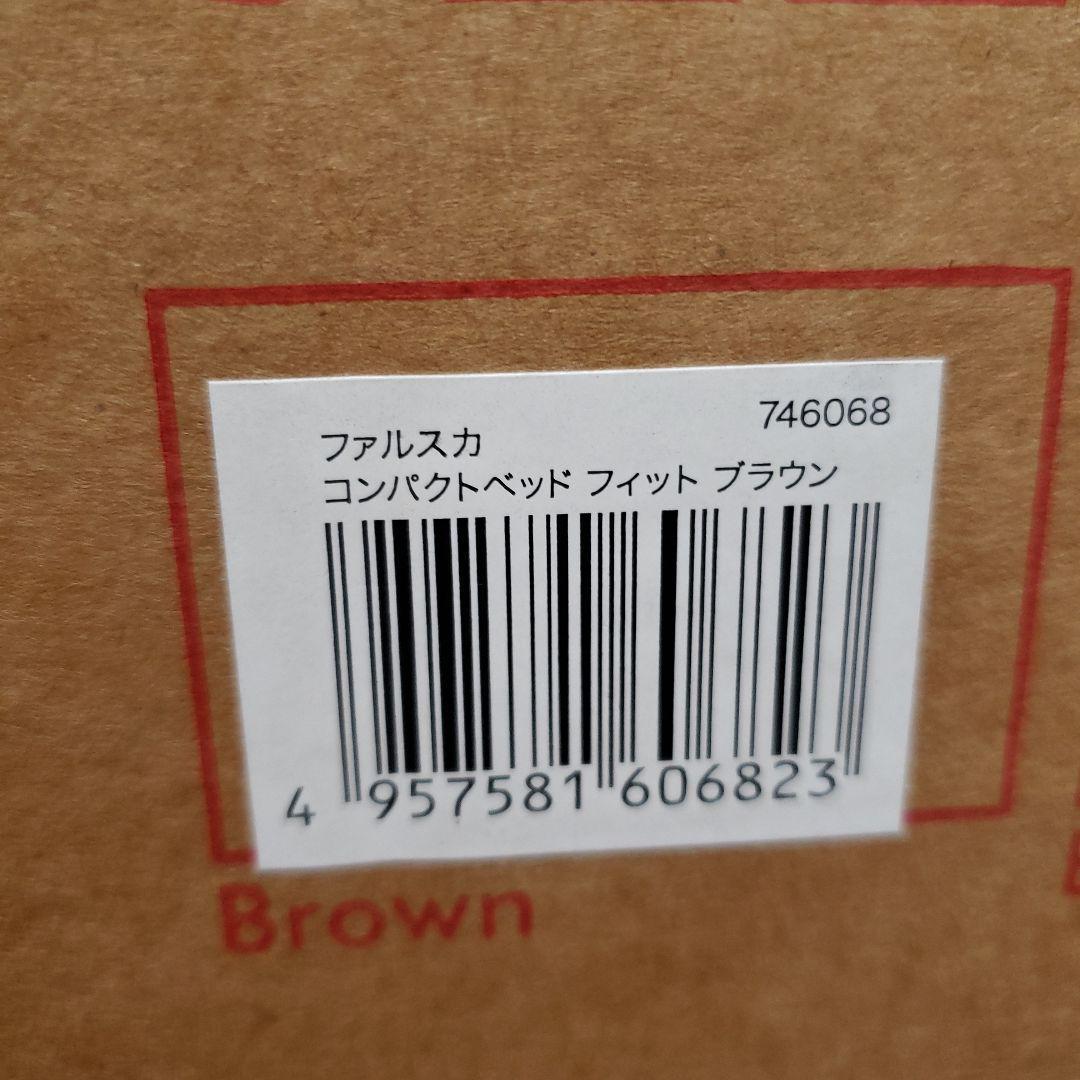 746068
ファルスカ
コンパクトベッド フィット ブラウン
4 957581 606823
Brown